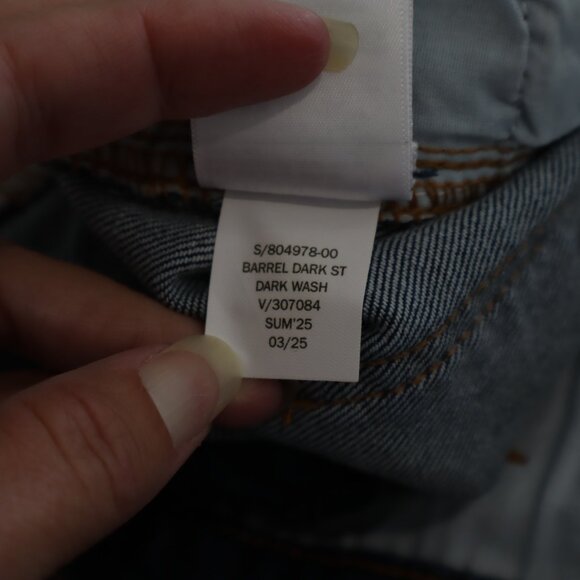 S/804978-00
BARREL DARK ST
DARK WASH
V/307084
SUM'25
03/25